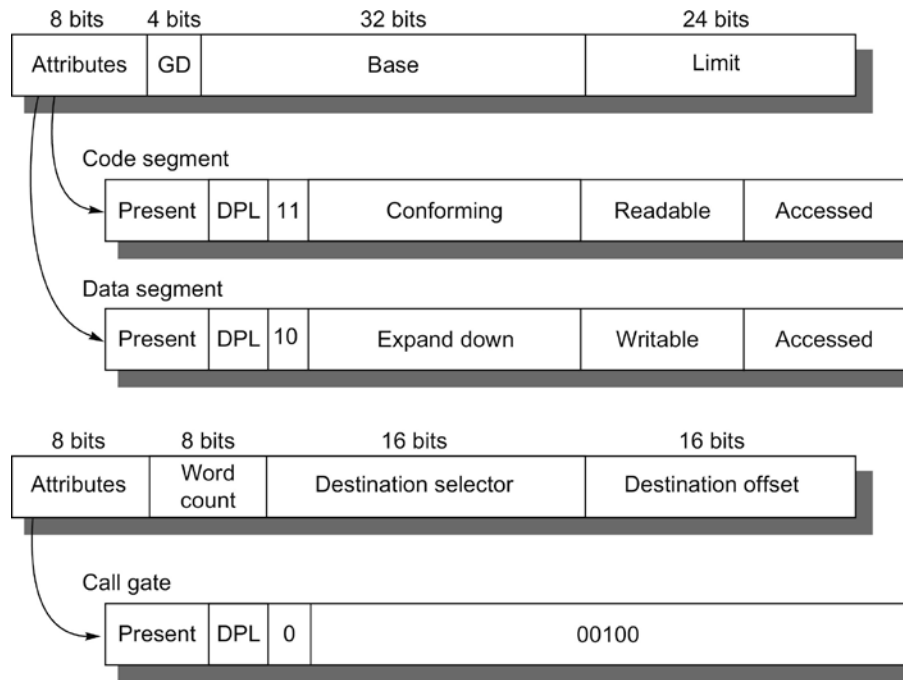 8 bits 4 bits 32 bits 24 bits
Attributes GD Base Limit
Code segment
Present DPL 11 Conforming Readable Accessed
Data segment
Present DPL 10 Expand down Writable Accessed
8 bits 8 bits 16 bits 16 bits
Attributes Word count Destination selector Destination offset
Call gate
Present DPL 0 00100